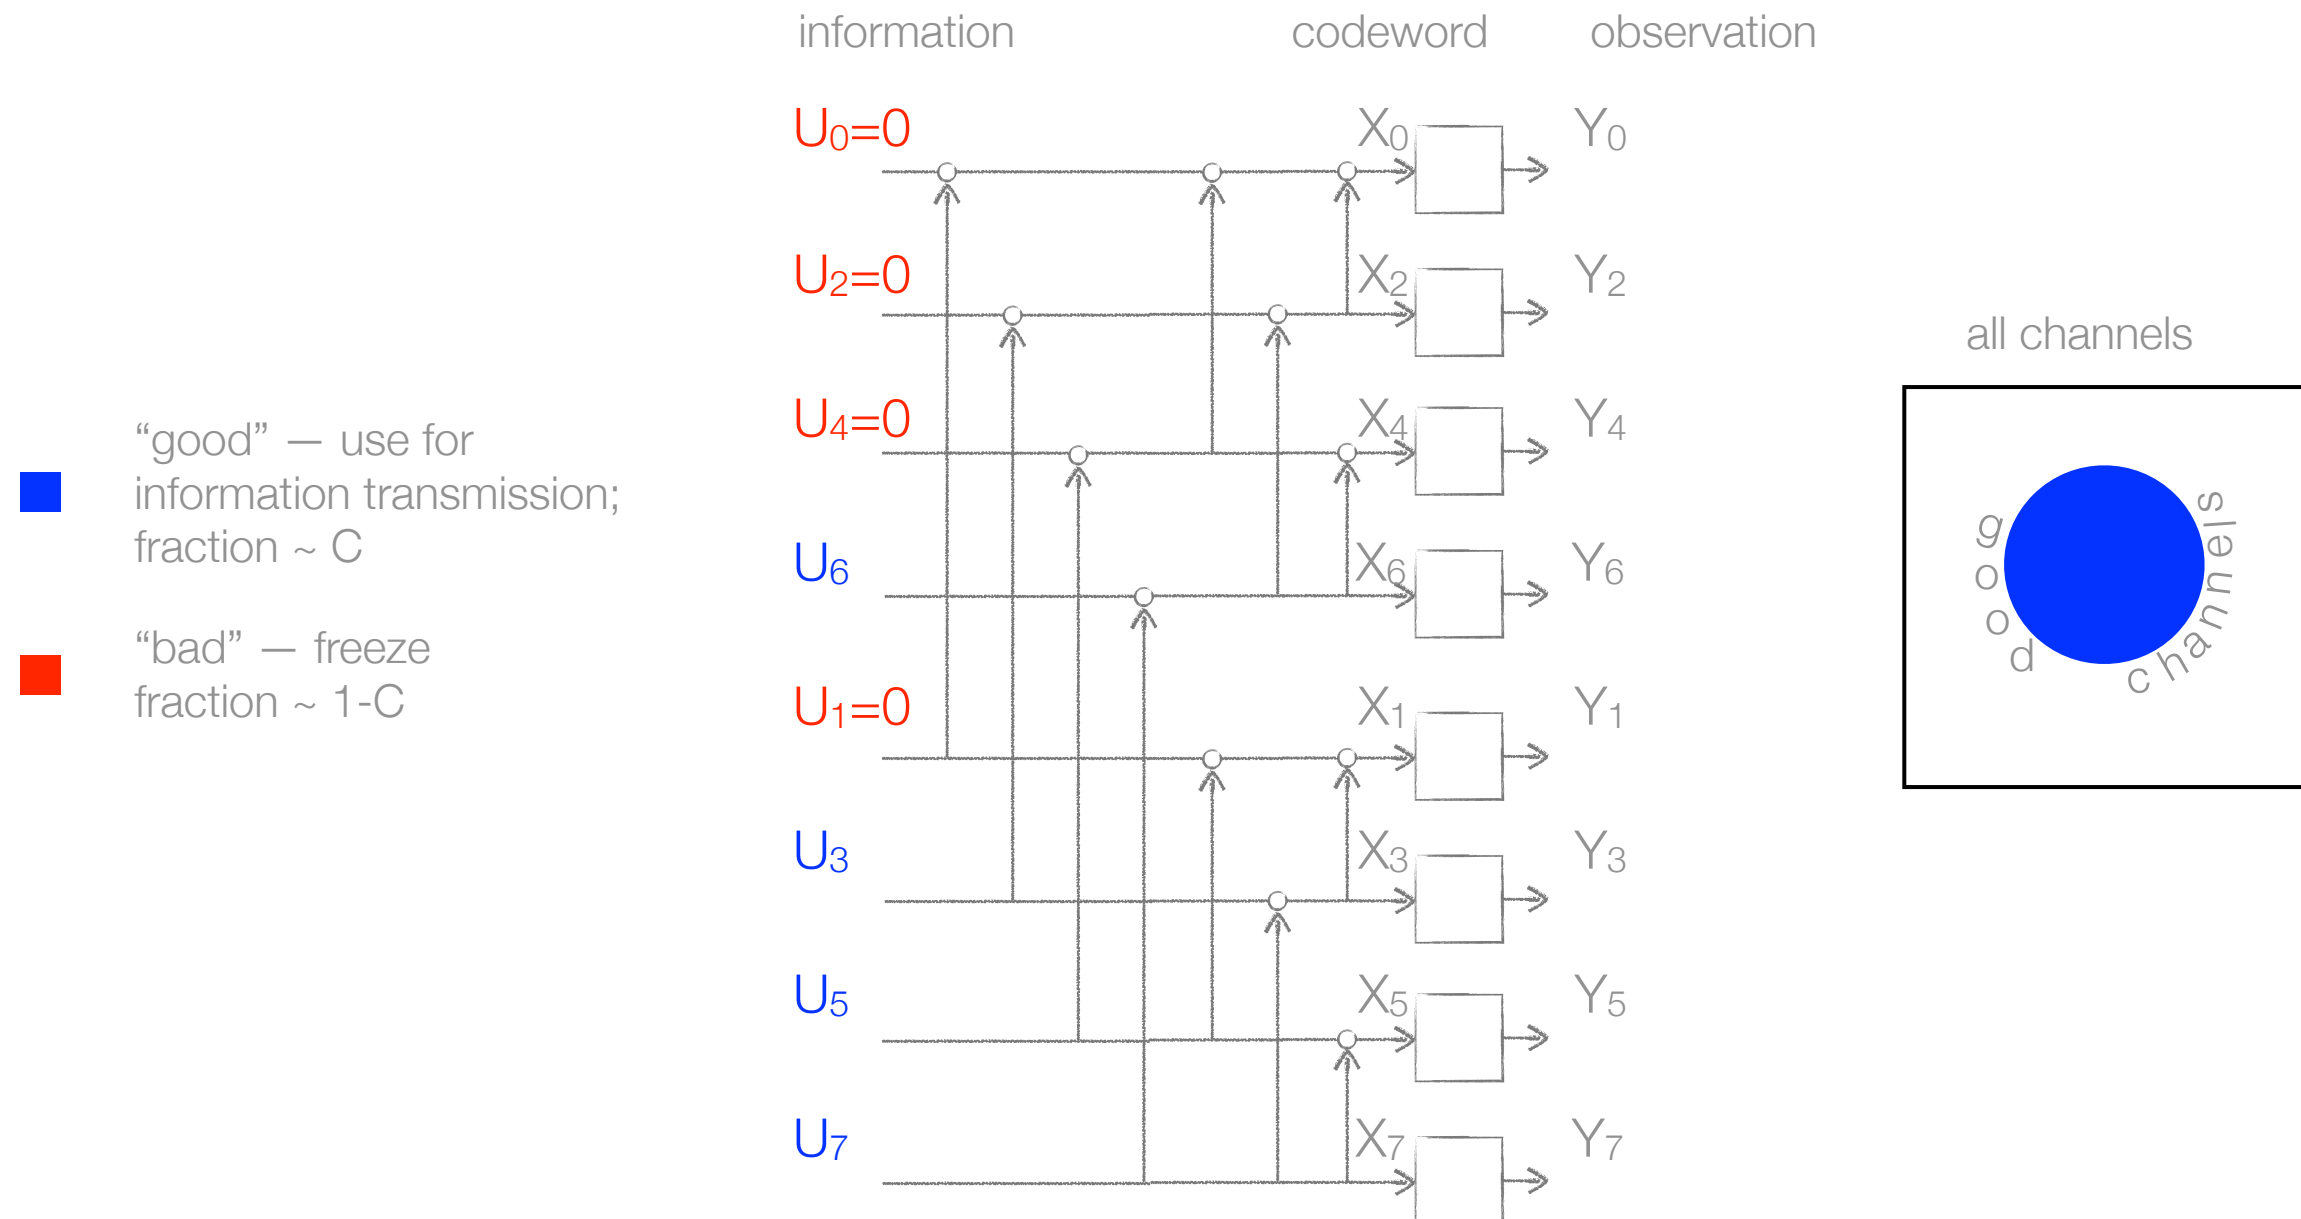 information codeword observation
U0=0 X0 Y0
U2=0 X2 Y2
all channels
U4=0 X4 Y4
“good” — use for
information transmission;
fraction ~ C
good channels
U6 X6 Y6
“bad” — freeze
fraction ~ 1-C
U1=0 X1 Y1
U3 X3 Y3
U5 X5 Y5
U7 X7 Y7